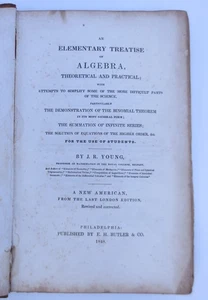 AN
ELEMENTARY TREATISE
ON
ALGEBRA,
THEORETICAL AND PRACTICAL;
WITH
ATTEMPTS TO SIMPLIFY SOME OF THE MORE DIFFICULT PARTS
OF THE SCIENCE,
PARTICULARLY
THE DEMONSTRATION OF THE BINOMIAL THEOREM
IN ITS MOST GENERAL FORM;
THE SUMMATION OF INFINITE SERIES;
THE SOLUTION OF EQUATIONS OF THE HIGHER ORDER, &c.
FOR THE USE OF STUDENTS.
BY J. R. YOUNG,
A NEW AMERICAN,
FROM THE LAST LONDON EDITION,
Revised and corrected.
PHILADELPHIA:
PUBLISHED BY E. H. BUTLER & CO.